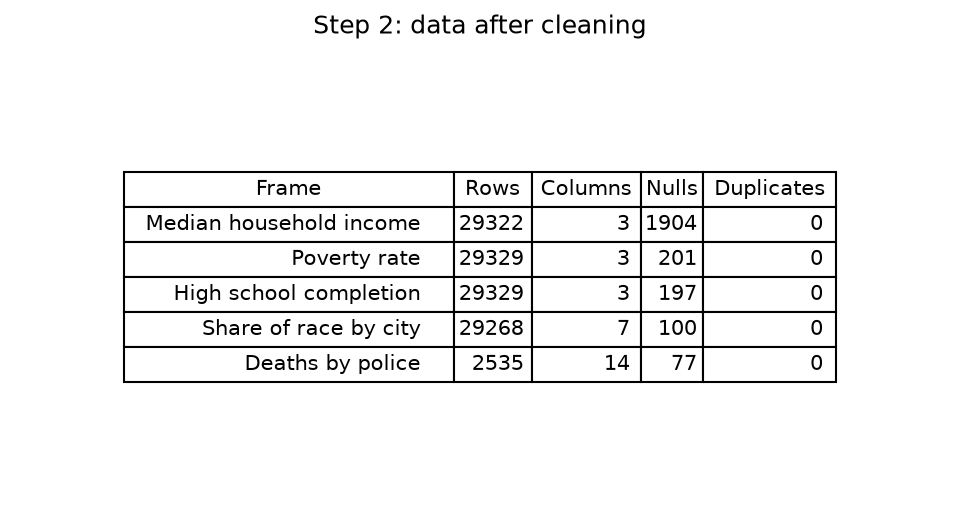 Step 2: data after cleaning
Frame Rows Columns Nulls Duplicates
Median household income 29322 3 1904 0
Poverty rate 29329 3 201 0
High school completion 29329 3 197 0
Share of race by city 29268 7 100 0
Deaths by police 2535 14 77 0